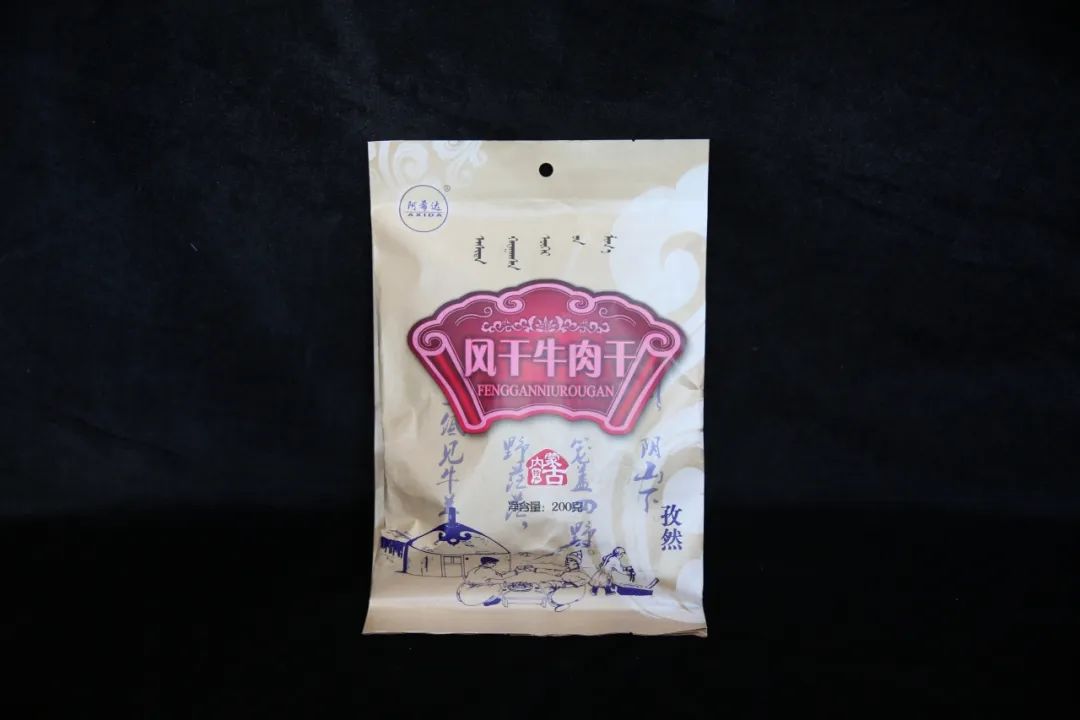 阿希达
AXIDA
®
风干牛肉干
FENGGANNIUROUGAN
阴山下
笼盖四野
野茫茫，
见牛羊
内蒙古
净含量：200克
孜然